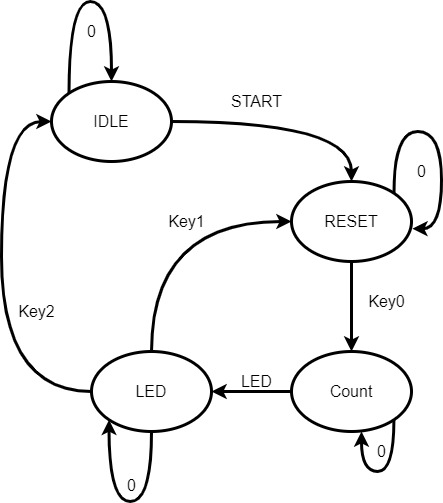 0
IDLE
START
0
RESET
Key1
Key0
Key2
LED
LED
Count
0
0